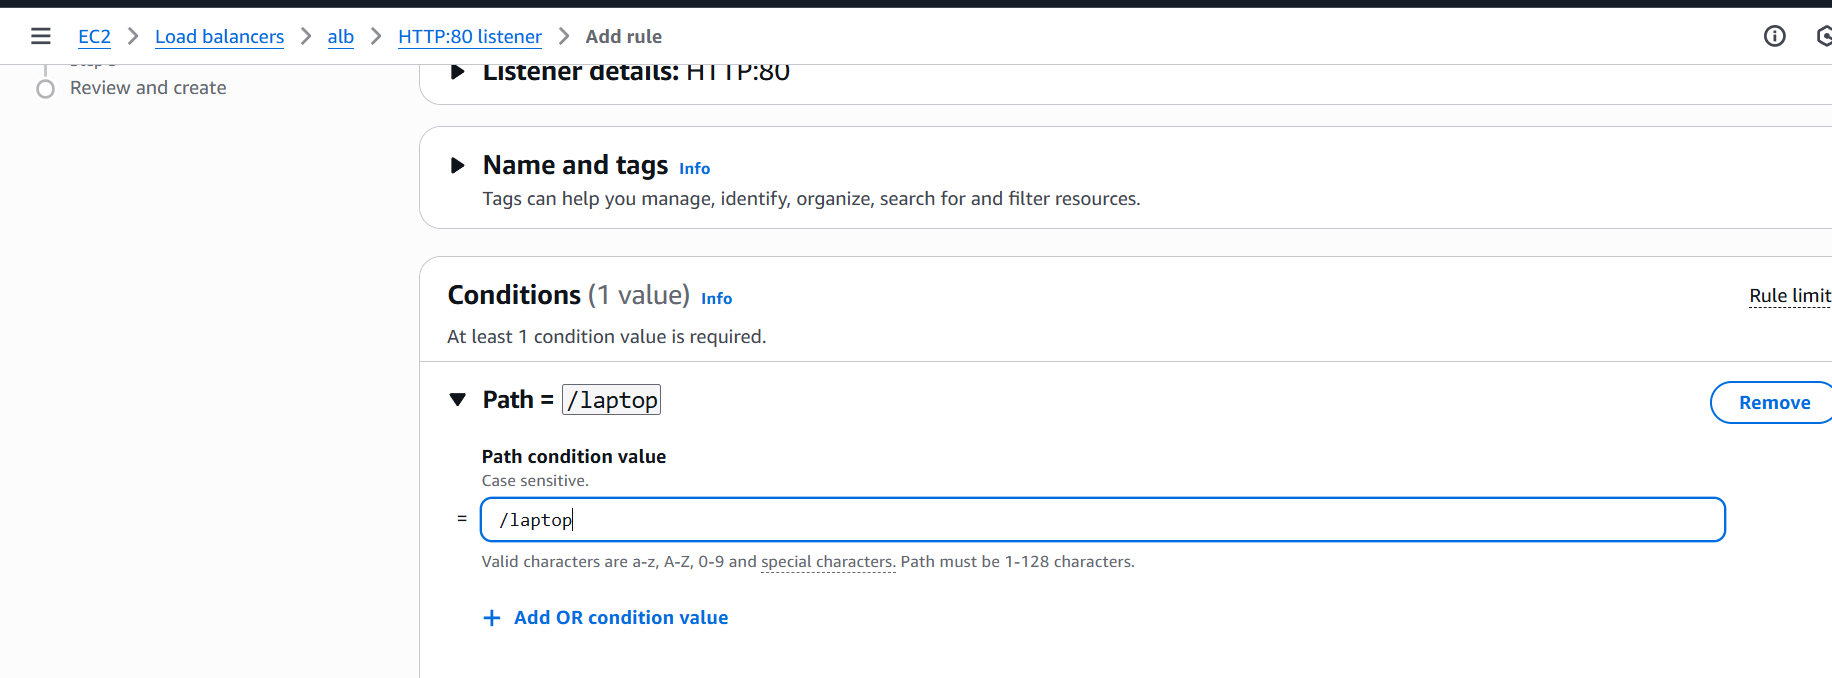 EC2 > Load balancers > alb > HTTP:80 listener > Add rule
Review and create
Listener details: HTTP:80
Name and tags Info
Tags can help you manage, identify, organize, search for and filter resources.
Conditions (1 value) Info
Rule limit
At least 1 condition value is required.
Path = /laptop
Remove
Path condition value
Case sensitive.
= /laptop
Valid characters are a-z, A-Z, 0-9 and special characters. Path must be 1-128 characters.
+ Add OR condition value